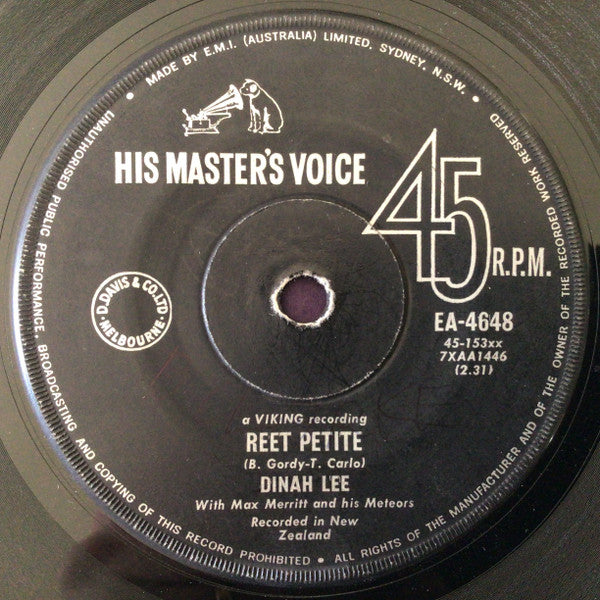 • MADE BY E.M.I. (AUSTRALIA) LIMITED. SYDNEY, N.S.W. •
HIS MASTER'S VOICE
45 R.P.M.
D. DAVIS & CO. LTD
• MELBOURNE •
EA-4648
45-153xx
7XAA1446
(2.31)
a VIKING recording
REET PETITE
(B. Gordy-T. Carlo)
DINAH LEE
With Max Merritt and his Meteors
Recorded in New
Zealand
UNAUTHORISED PUBLIC PERFORMANCE, BROADCASTING AND COPYING OF THIS RECORD PROHIBITED • ALL RIGHTS OF THE MANUFACTURER AND OF THE OWNER OF THE RECORDED WORK RESERVED